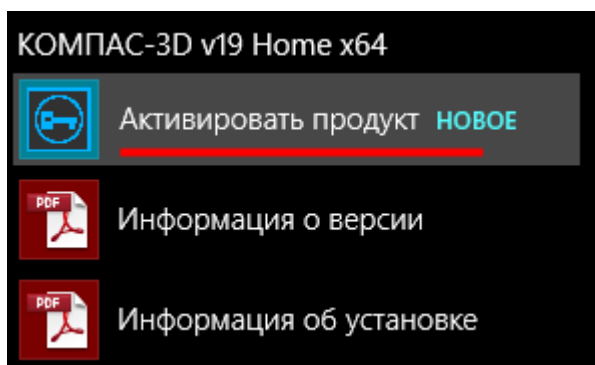 КОМПАС-3D v19 Home x64
Активировать продукт НОВОЕ
PDF
Информация о версии
PDF
Информация об установке